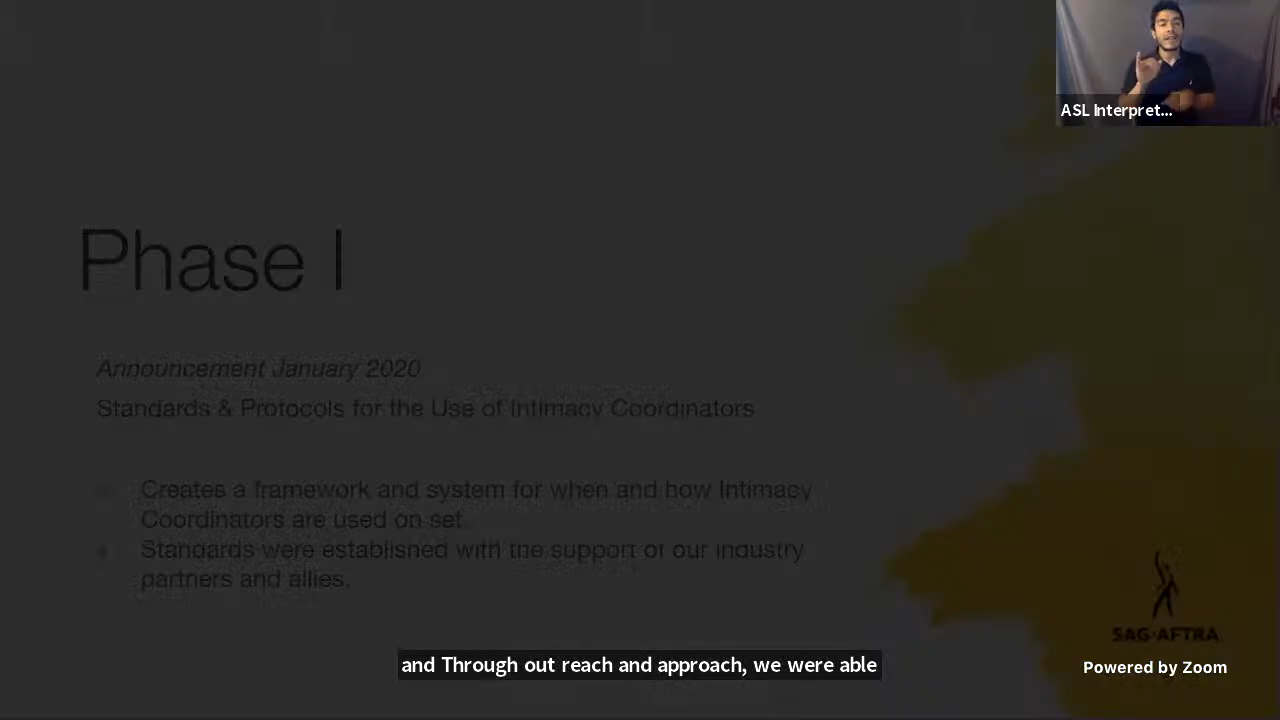 ASL Interpret...
Phase I
Announcement January 2020
Standards & Protocols for the Use of Intimacy Coordinators
Creates a framework and system for when and how Intimacy
Coordinators are used on set.
Standards were established with the support of our industry
partners and allies.
SAG·AFTRA
and Through out reach and approach, we were able
Powered by Zoom